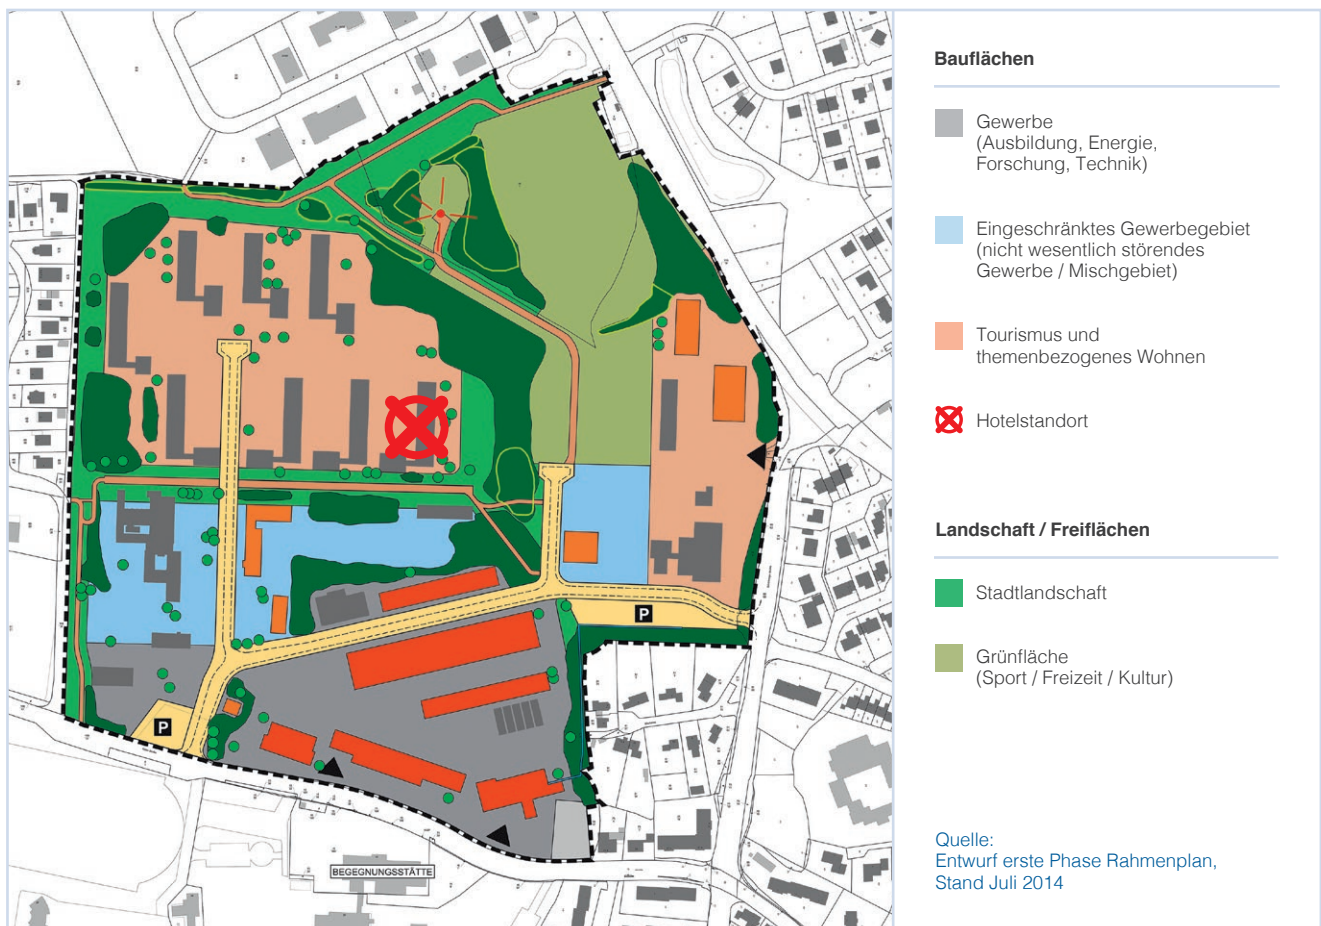 Bauflächen
Gewerbe
(Ausbildung, Energie,
Forschung, Technik)
Eingeschränktes Gewerbegebiet
(nicht wesentlich störendes
Gewerbe / Mischgebiet)
Tourismus und
themenbezogenes Wohnen
Hotelstandort
Landschaft / Freiflächen
Stadtlandschaft
Grünfläche
(Sport / Freizeit / Kultur)
Quelle:
Entwurf erste Phase Rahmenplan,
Stand Juli 2014
P
P
BEGEGNUNGSSTÄTTE